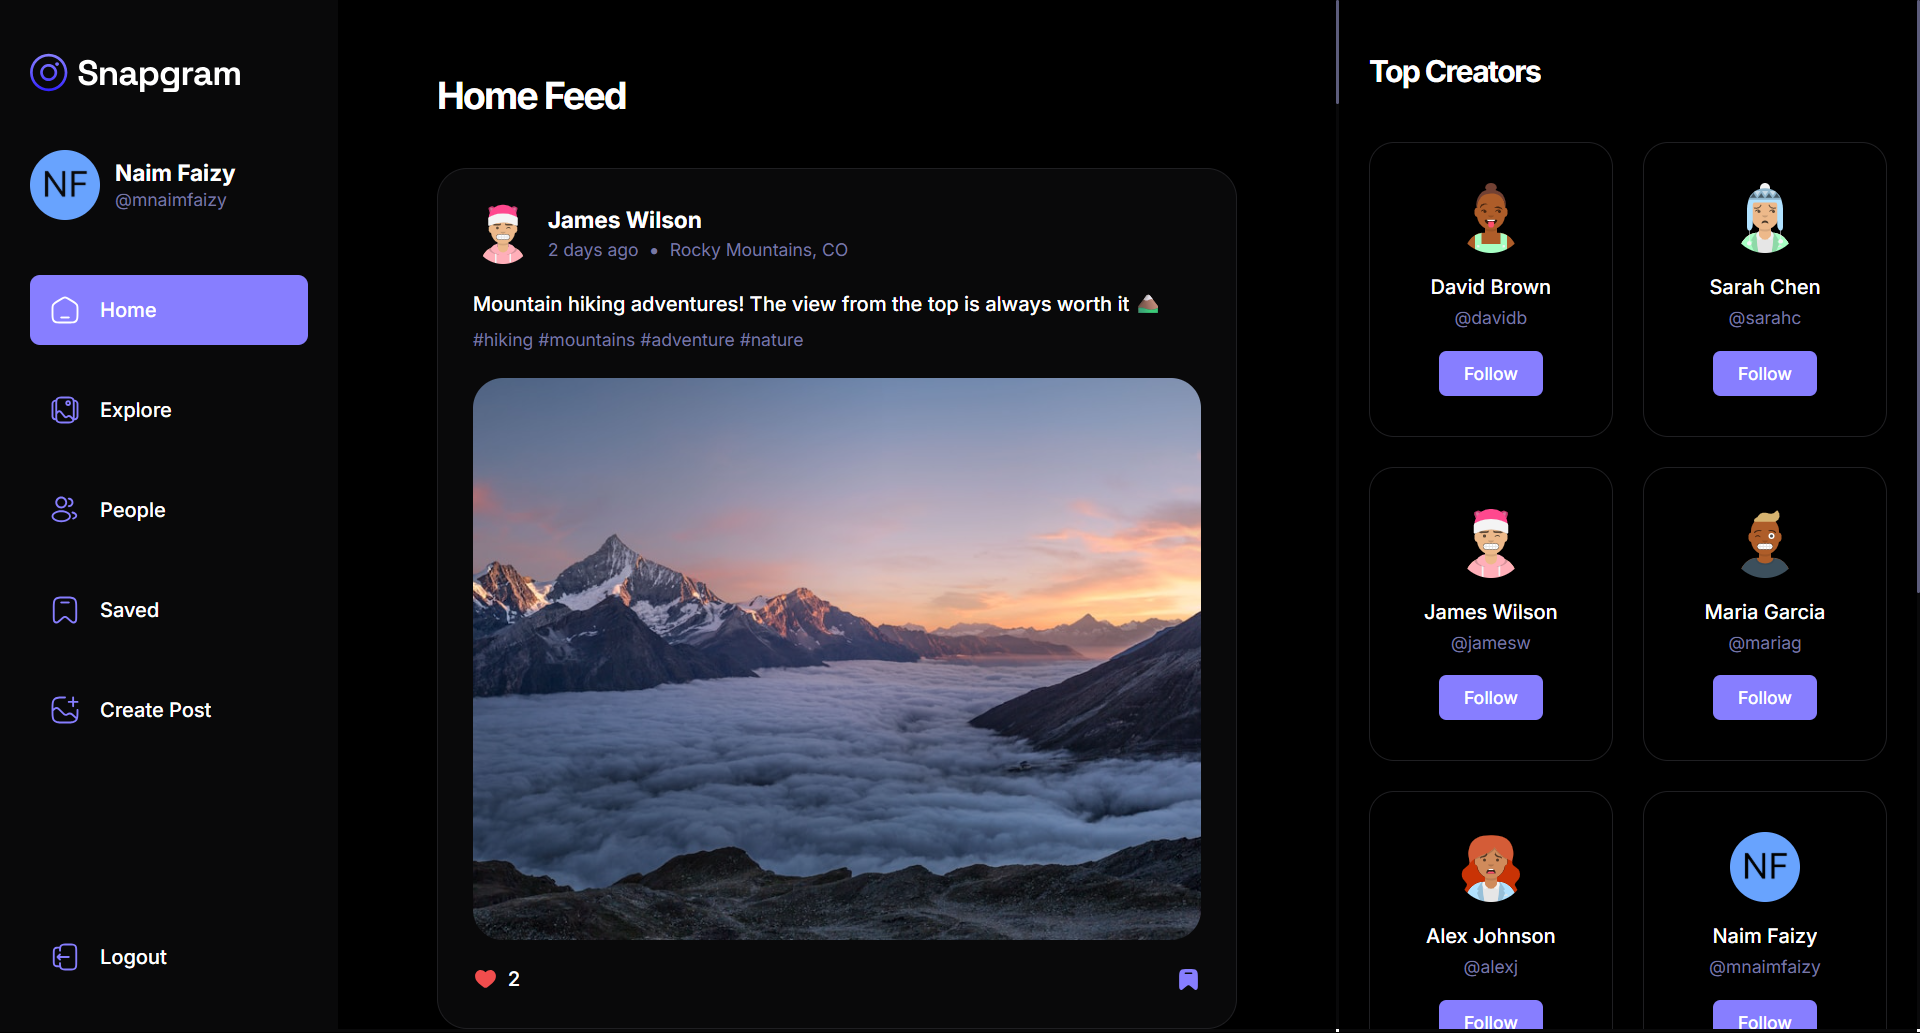 Snapgram
NF
Naim Faizy
@mnaimfaizy
Home
Explore
People
Saved
Create Post
Logout
Home Feed
James Wilson
2 days ago • Rocky Mountains, CO
Mountain hiking adventures! The view from the top is always worth it 🏔️
#hiking #mountains #adventure #nature
2
Top Creators
David Brown
@davidb
Follow
Sarah Chen
@sarahc
Follow
James Wilson
@jamesw
Follow
Maria Garcia
@mariag
Follow
Alex Johnson
@alexj
Follow
NF
Naim Faizy
@mnaimfaizy
Follow